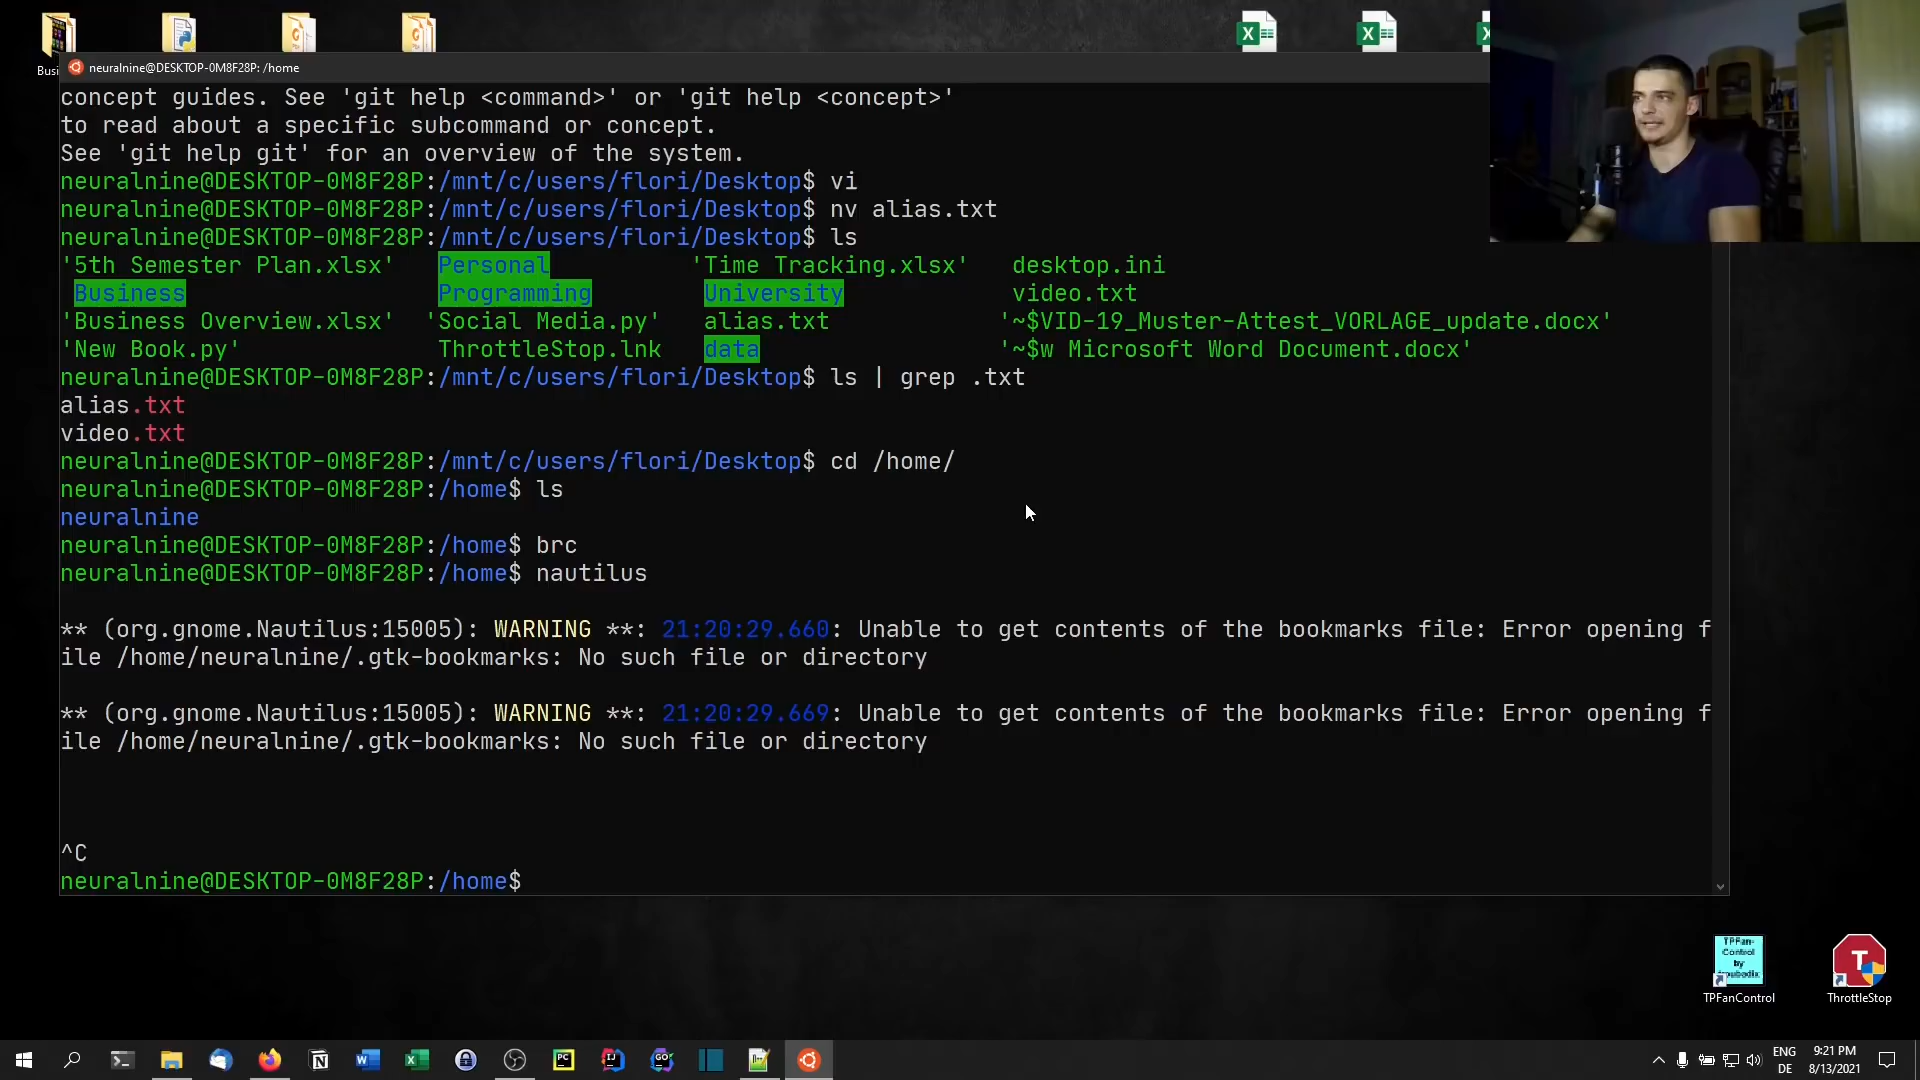 Busi
neuralnine@DESKTOP-0M8F28P: /home
concept guides. See 'git help <command>' or 'git help <concept>'
to read about a specific subcommand or concept.
See 'git help git' for an overview of the system.
neuralnine@DESKTOP-0M8F28P:/mnt/c/users/flori/Desktop$ vi
neuralnine@DESKTOP-0M8F28P:/mnt/c/users/flori/Desktop$ nv alias.txt
neuralnine@DESKTOP-0M8F28P:/mnt/c/users/flori/Desktop$ ls
'5th Semester Plan.xlsx' Personal 'Time Tracking.xlsx' desktop.ini
Business Programming University video.txt
'Business Overview.xlsx' 'Social Media.py' alias.txt '~$VID-19_Muster-Attest_VORLAGE_update.docx'
'New Book.py' ThrottleStop.lnk data '~$w Microsoft Word Document.docx'
neuralnine@DESKTOP-0M8F28P:/mnt/c/users/flori/Desktop$ ls | grep .txt
alias.txt
video.txt
neuralnine@DESKTOP-0M8F28P:/mnt/c/users/flori/Desktop$ cd /home/
neuralnine@DESKTOP-0M8F28P:/home$ ls
neuralnine
neuralnine@DESKTOP-0M8F28P:/home$ brc
neuralnine@DESKTOP-0M8F28P:/home$ nautilus
** (org.gnome.Nautilus:15005): WARNING **: 21:20:29.660: Unable to get contents of the bookmarks file: Error opening f
ile /home/neuralnine/.gtk-bookmarks: No such file or directory
** (org.gnome.Nautilus:15005): WARNING **: 21:20:29.669: Unable to get contents of the bookmarks file: Error opening f
ile /home/neuralnine/.gtk-bookmarks: No such file or directory
^C
neuralnine@DESKTOP-0M8F28P:/home$
TPFan-
Control
by
troubadix
TPFanControl
T
ThrottleStop
PC
IJ
GO
ENG
DE
9:21 PM
8/13/2021